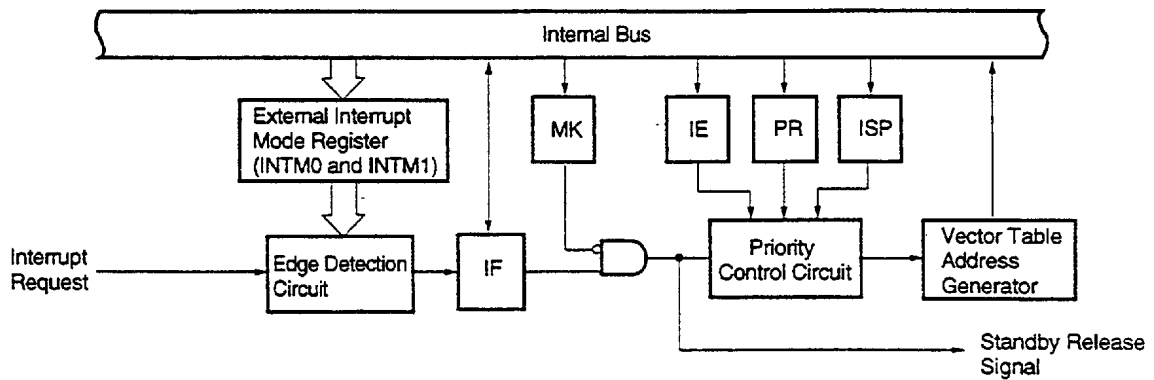 Internal Bus
External Interrupt
Mode Register
(INTM0 and INTM1)
MK
IE
PR
ISP
Interrupt
Request
Edge Detection
Circuit
IF
Priority
Control Circuit
Vector Table
Address
Generator
Standby Release
Signal